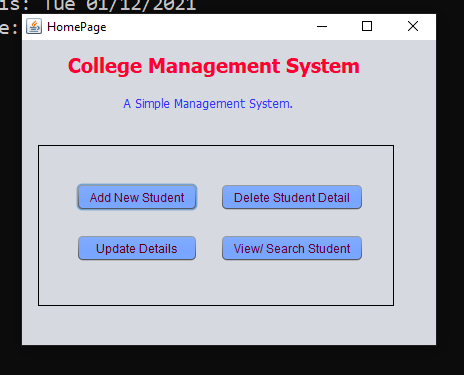 is: Tue 01/12/2021
e:
HomePage
College Management System
A Simple Management System.
Add New Student
Delete Student Detail
Update Details
View/ Search Student